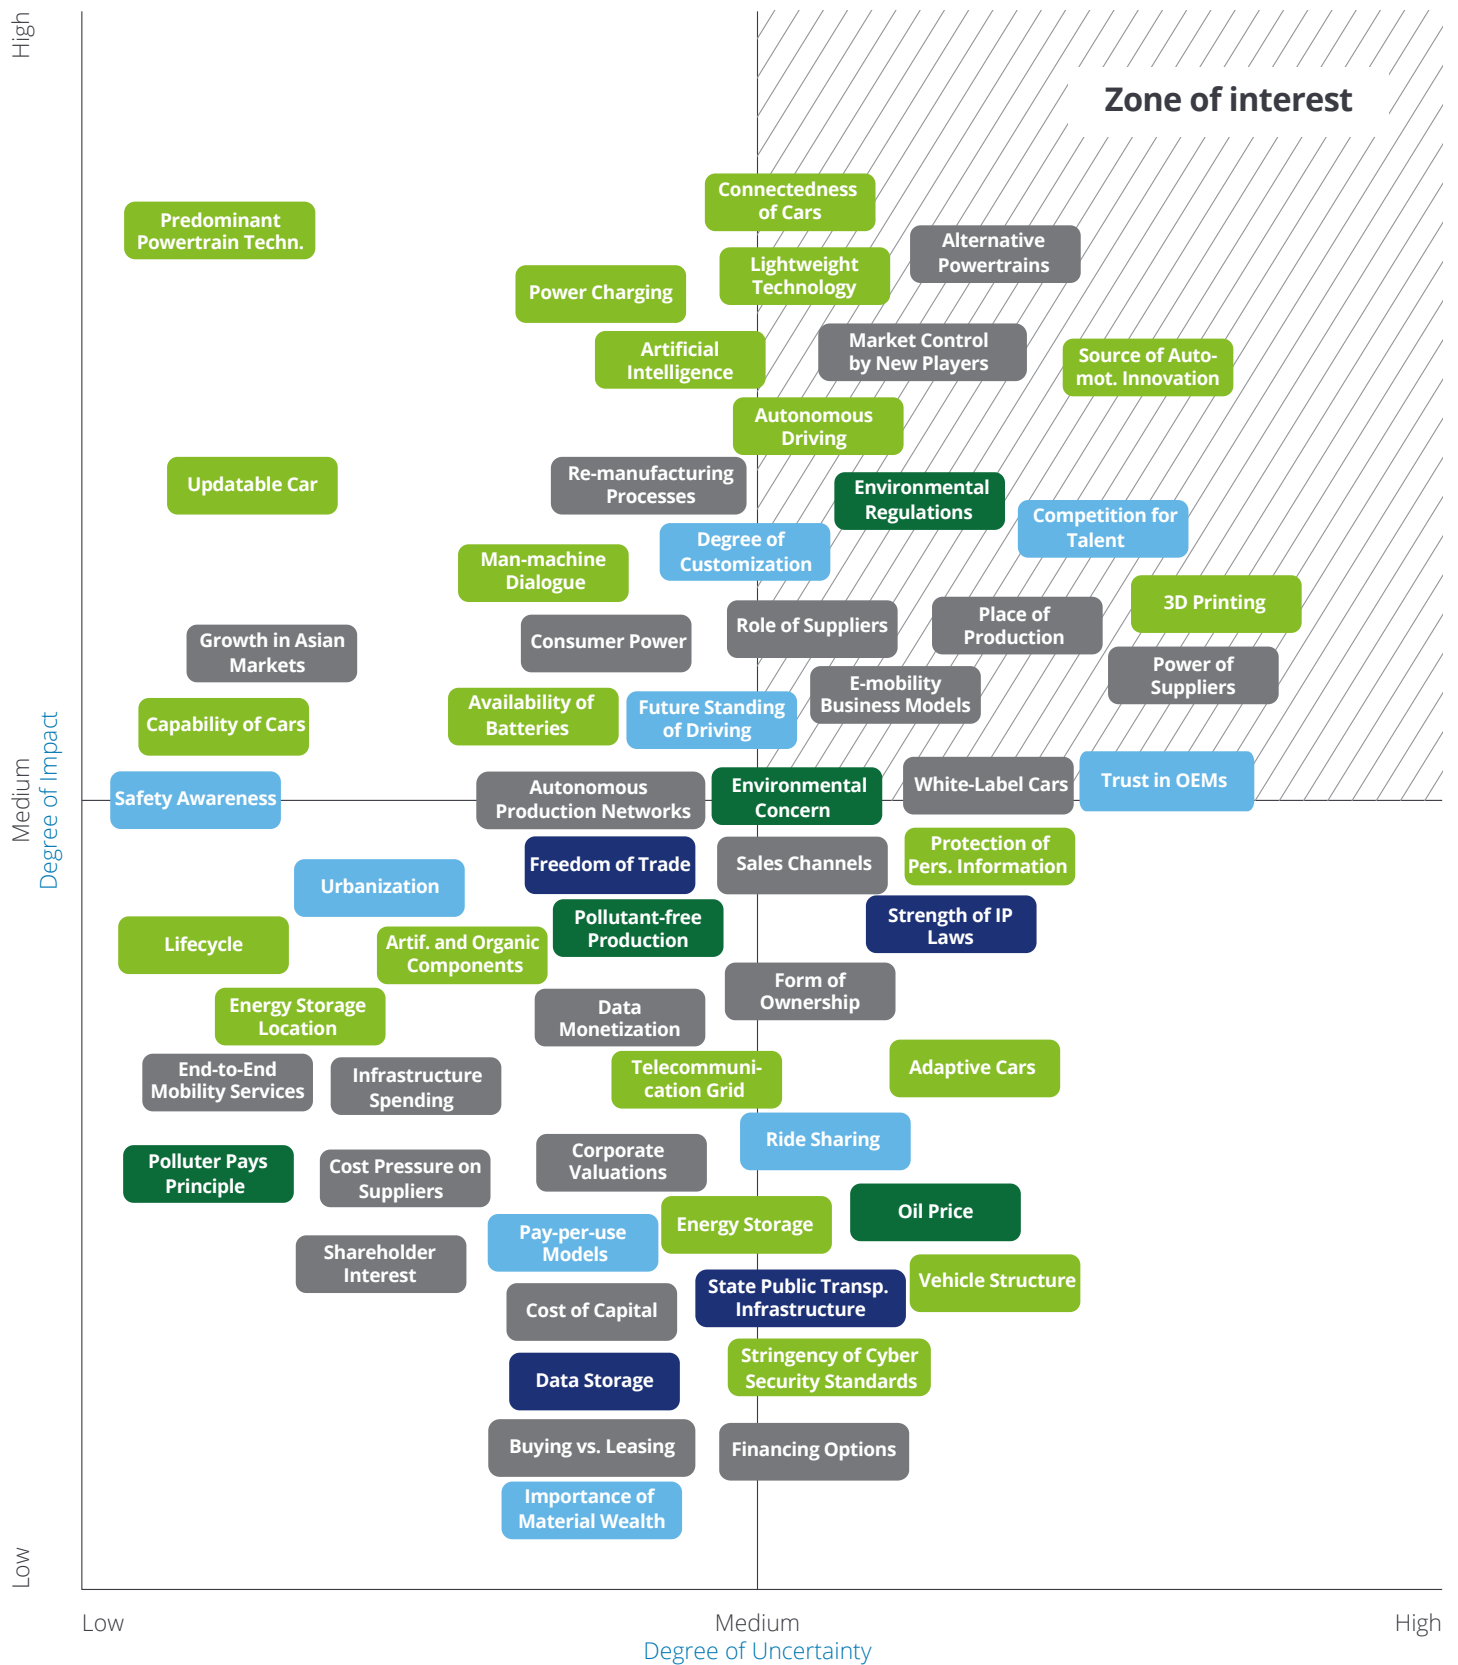 High
Zone of interest
Connectedness
of Cars
Predominant
Powertrain Techn.
Alternative
Powertrains
Lightweight
Technology
Power Charging
Market Control
by New Players
Artificial
Intelligence
Source of Auto-
mot. Innovation
Autonomous
Driving
Updatable Car
Re-manufacturing
Processes
Environmental
Regulations
Competition for
Talent
Degree of
Customization
Man-machine
Dialogue
3D Printing
Growth in Asian
Markets
Consumer Power
Role of Suppliers
Place of
Production
Power of
Suppliers
E-mobility
Business Models
Capability of Cars
Availability of
Batteries
Future Standing
of Driving
Medium
Degree of Impact
Safety Awareness
Autonomous
Production Networks
Environmental
Concern
White-Label Cars
Trust in OEMs
Freedom of Trade
Sales Channels
Protection of
Pers. Information
Urbanization
Pollutant-free
Production
Strength of IP
Laws
Lifecycle
Artif. and Organic
Components
Form of
Ownership
Energy Storage
Location
Data
Monetization
End-to-End
Mobility Services
Infrastructure
Spending
Telecommuni-
cation Grid
Adaptive Cars
Ride Sharing
Polluter Pays
Principle
Cost Pressure on
Suppliers
Corporate
Valuations
Energy Storage
Oil Price
Pay-per-use
Models
Shareholder
Interest
State Public Transp.
Infrastructure
Vehicle Structure
Cost of Capital
Stringency of Cyber
Security Standards
Data Storage
Buying vs. Leasing
Financing Options
Importance of
Material Wealth
Low
Low
Medium
High
Degree of Uncertainty